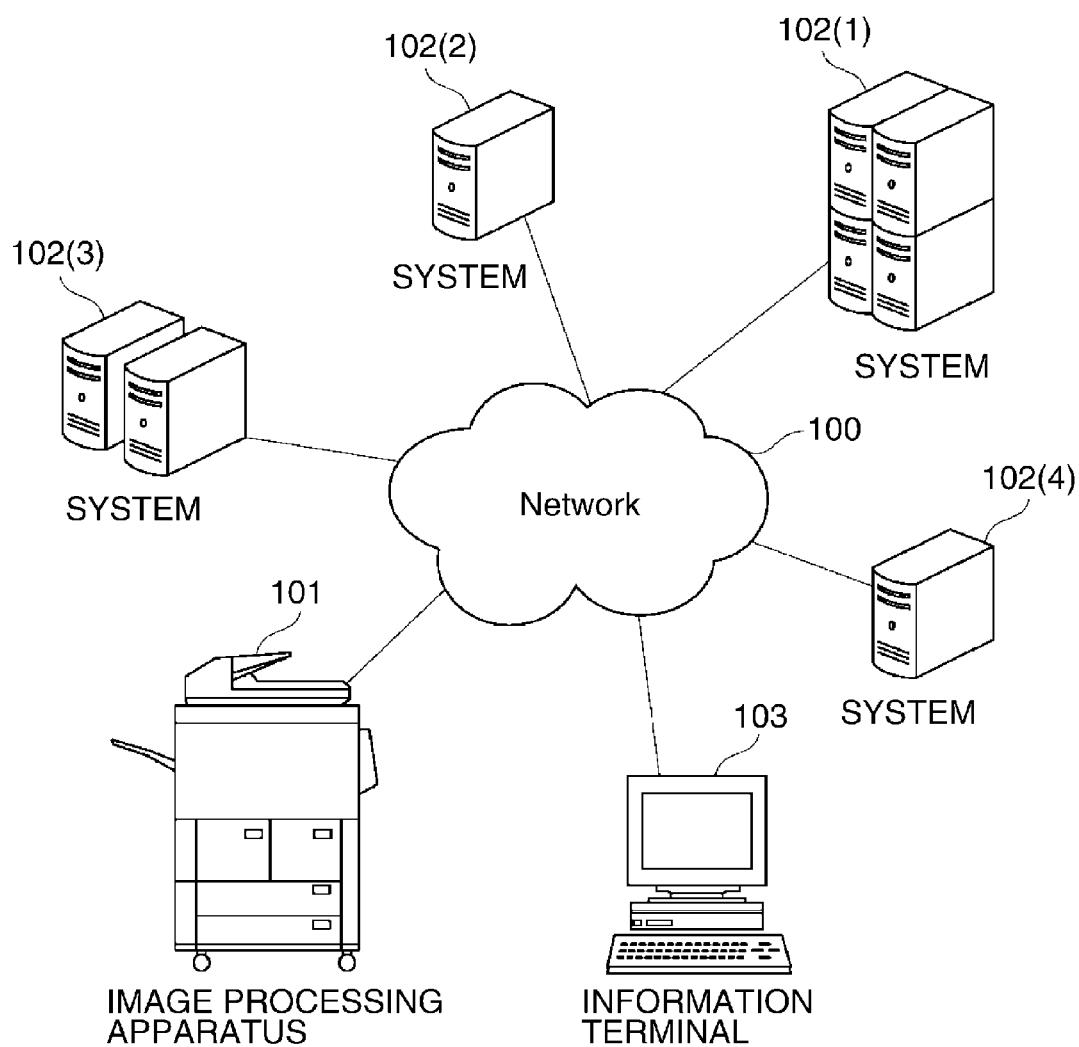 102(2)
102(1)
SYSTEM
102(3)
SYSTEM
SYSTEM
100
Network
102(4)
101
SYSTEM
103
IMAGE PROCESSING
APPARATUS
INFORMATION
TERMINAL